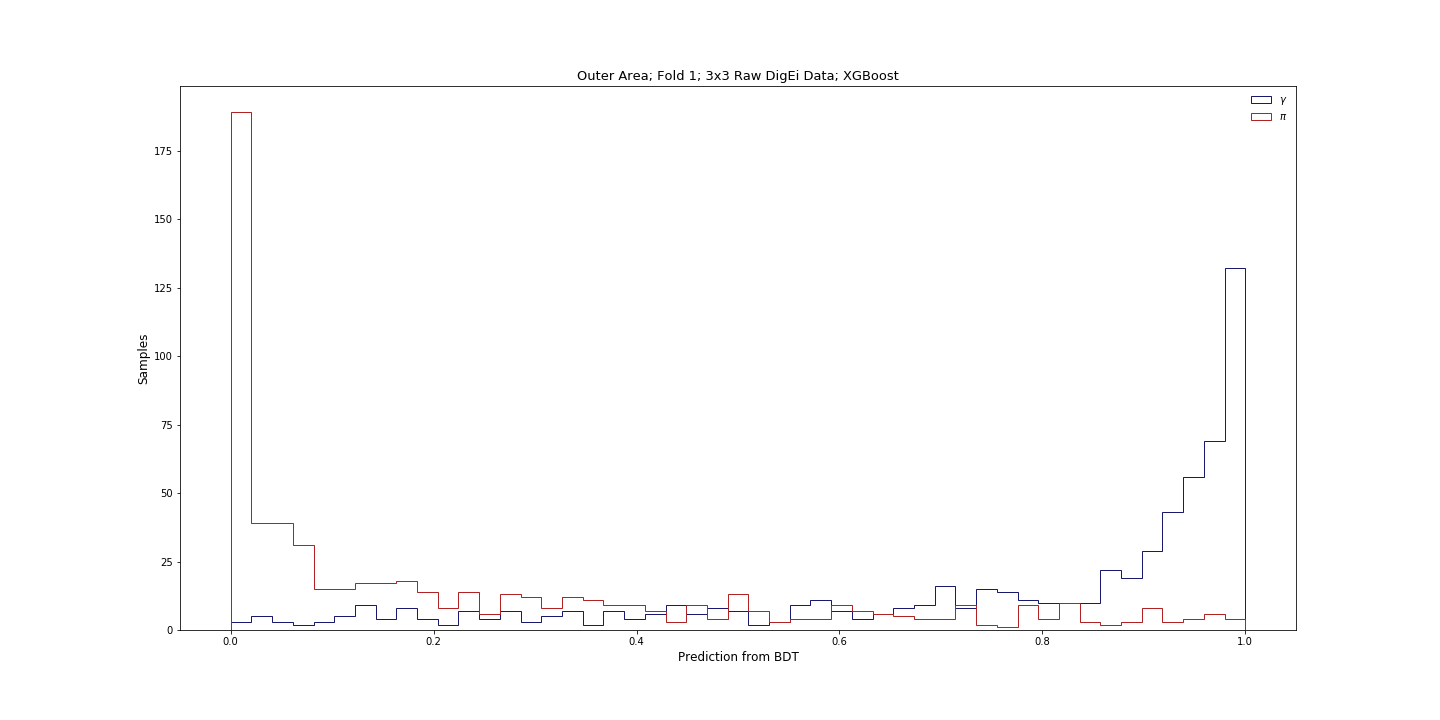 Outer Area; Fold 1; 3x3 Raw DigEi Data; XGBoost
γ
π
175
150
125
100
75
50
25
0
Samples
0.0 0.2 0.4 0.6 0.8 1.0
Prediction from BDT